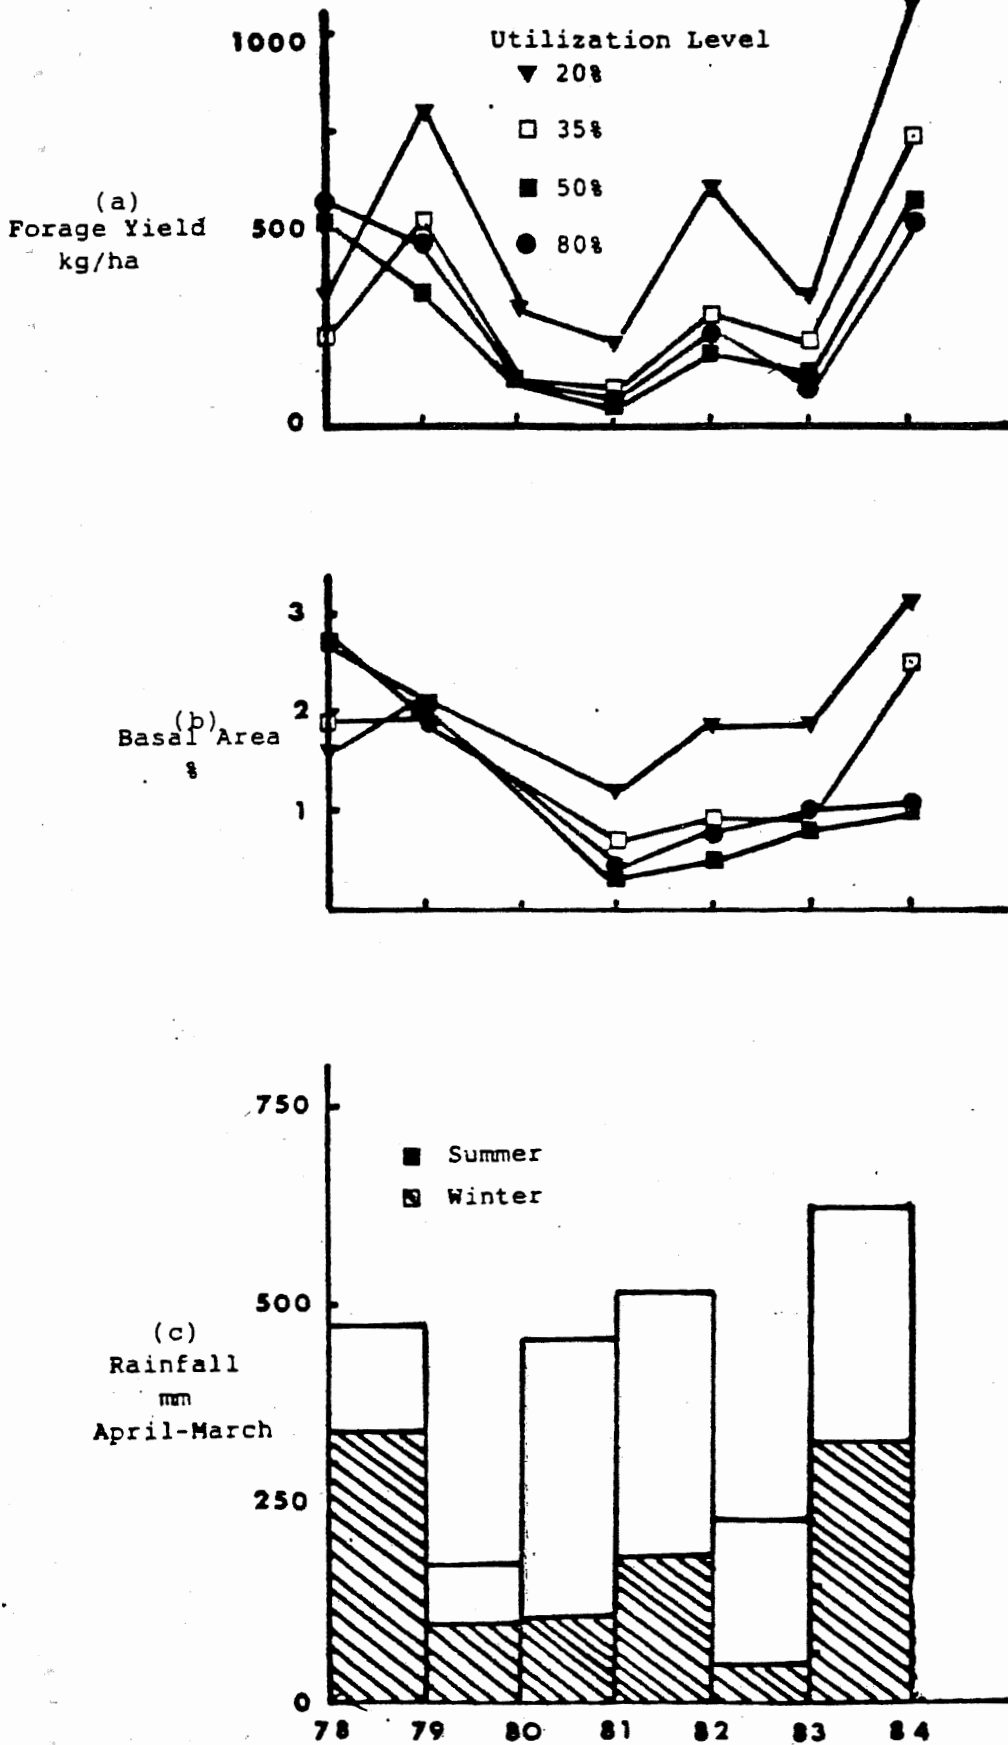 1000
Utilization Level
20%
35%
(a)
Forage Yield
kg/ha
500
50%
80%
0
3
2
(b)
Basal Area
%
1
750
Summer
Winter
500
(c)
Rainfall
mm
April-March
250
0
78 79 80 81 82 83 84